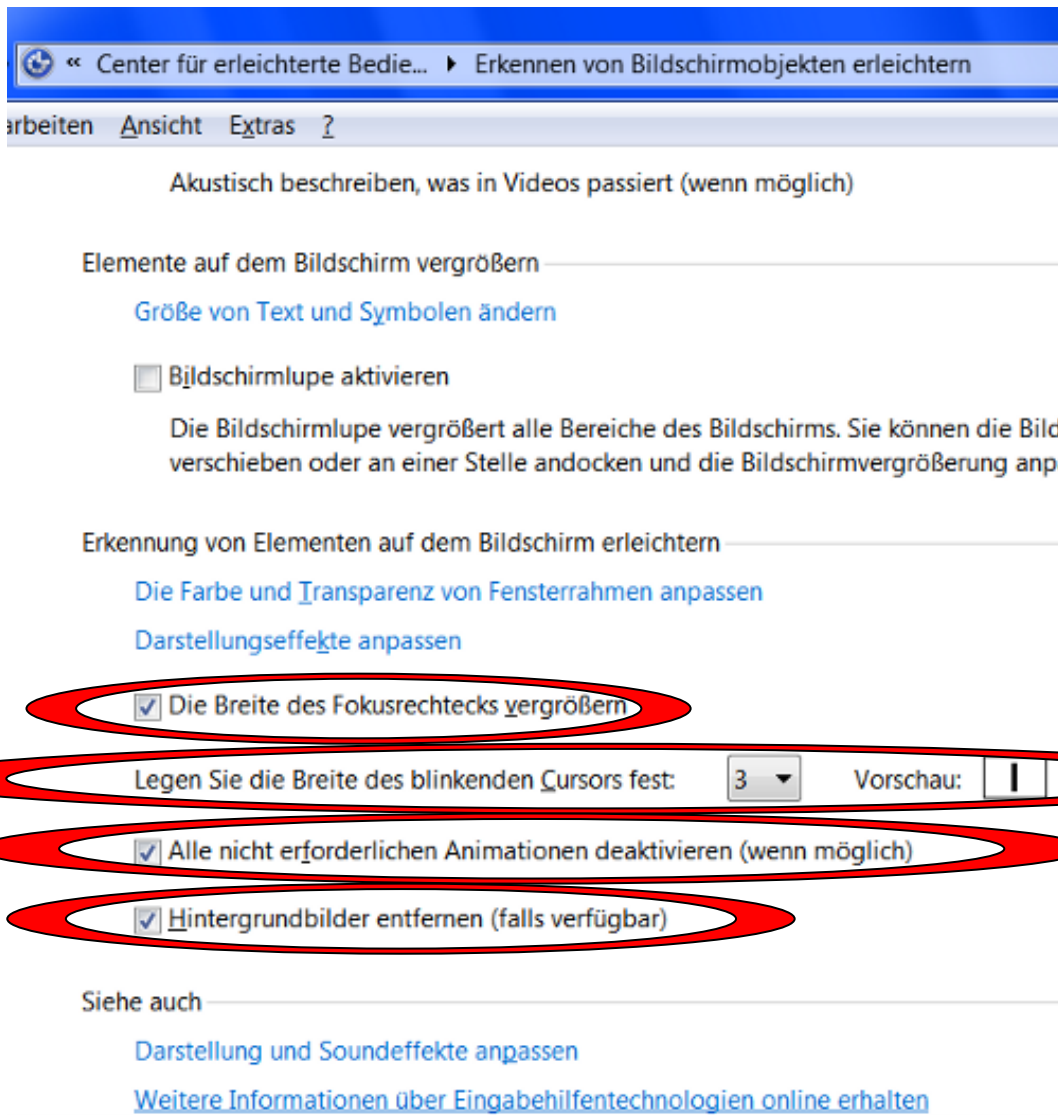 « Center für erleichterte Bedie... ▸ Erkennen von Bildschirmobjekten erleichtern
arbeiten Ansicht Extras ?
Akustisch beschreiben, was in Videos passiert (wenn möglich)
Elemente auf dem Bildschirm vergrößern
Größe von Text und Symbolen ändern
Bildschirmlupe aktivieren
Die Bildschirmlupe vergrößert alle Bereiche des Bildschirms. Sie können die Bild
verschieben oder an einer Stelle andocken und die Bildschirmvergrößerung anp
Erkennung von Elementen auf dem Bildschirm erleichtern
Die Farbe und Transparenz von Fensterrahmen anpassen
Darstellungseffekte anpassen
Die Breite des Fokusrechtecks vergrößern
Legen Sie die Breite des blinkenden Cursors fest: 3 Vorschau:
Alle nicht erforderlichen Animationen deaktivieren (wenn möglich)
Hintergrundbilder entfernen (falls verfügbar)
Siehe auch
Darstellung und Soundeffekte anpassen
Weitere Informationen über Eingabehilfentechnologien online erhalten